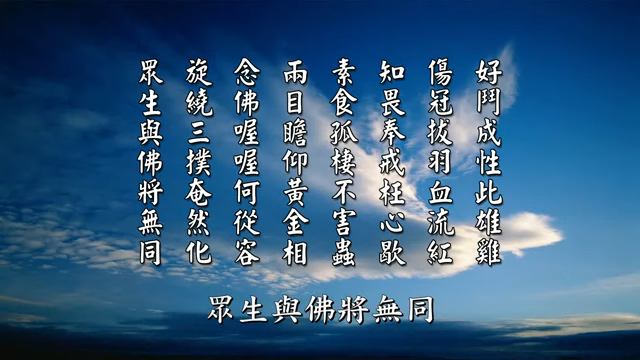 好鬥成性此雄雞
傷冠拔羽血流紅
知畏奉戒枉心歇
素食孤棲不害蟲
兩目瞻仰黃金相
念佛喔喔何從容
旋繞三撲奄然化
眾生與佛將無同
眾生與佛將無同